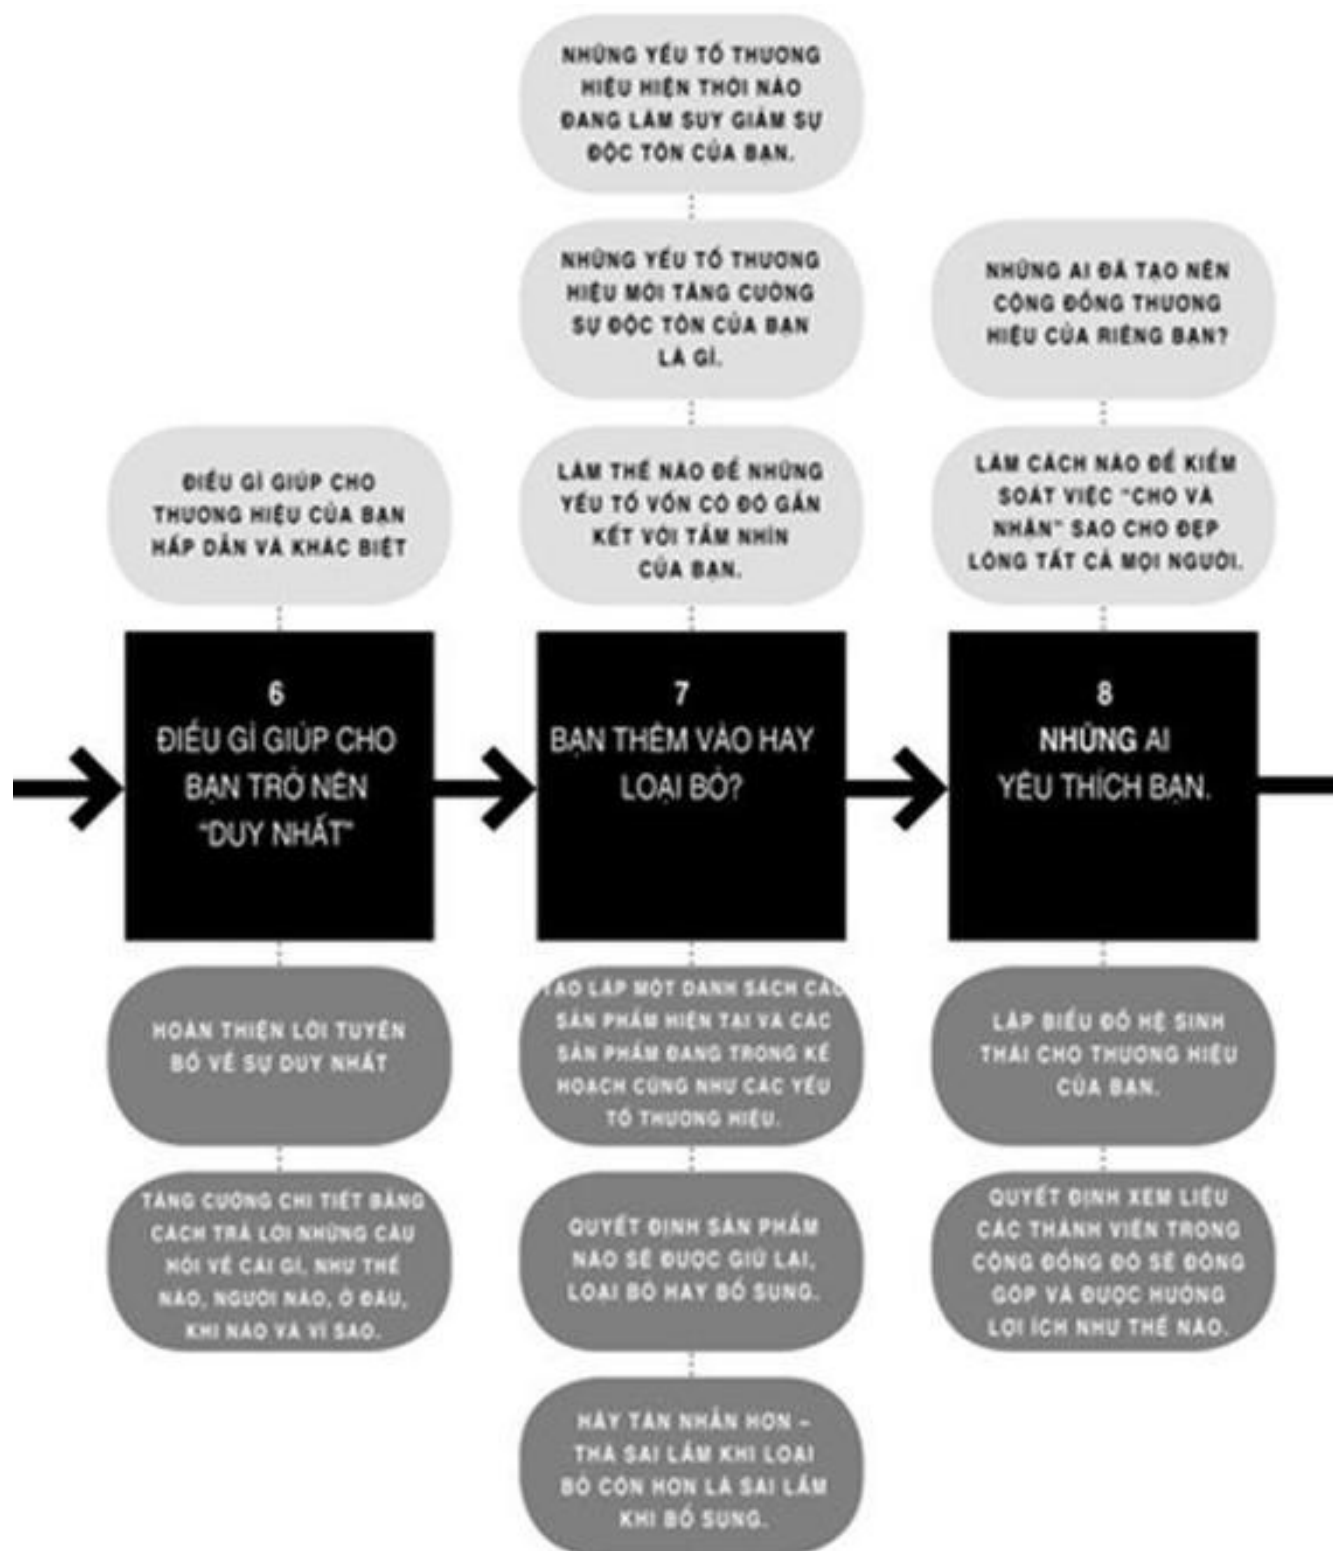 NHỮNG YẾU TỐ THƯƠNG
HIỆU HIỆN THỜI NÀO
ĐANG LÀM SUY GIẢM SỰ
ĐỘC TÔN CỦA BẠN.
NHỮNG YẾU TỐ THƯƠNG
HIỆU MỚI TĂNG CƯỜNG
SỰ ĐỘC TÔN CỦA BẠN
LÀ GÌ.
NHỮNG AI ĐÃ TẠO NÊN
CỘNG ĐỒNG THƯƠNG
HIỆU CỦA RIÊNG BẠN?
ĐIỀU GÌ GIÚP CHO
THƯƠNG HIỆU CỦA BẠN
HẤP DẪN VÀ KHÁC BIỆT
LÀM THẾ NÀO ĐỂ NHỮNG
YẾU TỐ VỐN CÓ ĐÓ GẮN
KẾT VỚI TẦM NHÌN
CỦA BẠN.
LÀM CÁCH NÀO ĐỂ KIỂM
SOÁT VIỆC "CHO VÀ
NHẬN" SAO CHO ĐẸP
LÒNG TẤT CẢ MỌI NGƯỜI.
6
ĐIỀU GÌ GIÚP CHO
BẠN TRỞ NÊN
"DUY NHẤT"
7
BẠN THÊM VÀO HAY
LOẠI BỎ?
8
NHỮNG AI
YÊU THÍCH BẠN.
HOÀN THIỆN LỜI TUYÊN
BỐ VỀ SỰ DUY NHẤT
TẠO LẬP MỘT DANH SÁCH CÁC
SẢN PHẨM HIỆN TẠI VÀ CÁC
SẢN PHẨM ĐANG TRONG KẾ
HOẠCH CŨNG NHƯ CÁC YẾU
TỐ THƯƠNG HIỆU.
LẬP BIỂU ĐỒ HỆ SINH
THÁI CHO THƯƠNG HIỆU
CỦA BẠN.
TĂNG CƯỜNG CHI TIẾT BẰNG
CÁCH TRẢ LỜI NHỮNG CÂU
HỎI VỀ CÁI GÌ, NHƯ THẾ
NÀO, NGƯỜI NÀO, Ở ĐÂU,
KHI NÀO VÀ VÌ SAO.
QUYẾT ĐỊNH SẢN PHẨM
NÀO SẼ ĐƯỢC GIỮ LẠI,
LOẠI BỎ HAY BỔ SUNG.
QUYẾT ĐỊNH XEM LIỆU
CÁC THÀNH VIÊN TRONG
CỘNG ĐỒNG ĐÓ SẼ ĐÓNG
GÓP VÀ ĐƯỢC HƯỞNG
LỢI ÍCH NHƯ THẾ NÀO.
HÃY TÀN NHẪN HƠN –
THÀ SAI LẦM KHI LOẠI
BỎ CÒN HƠN LÀ SAI LẦM
KHI BỔ SUNG.